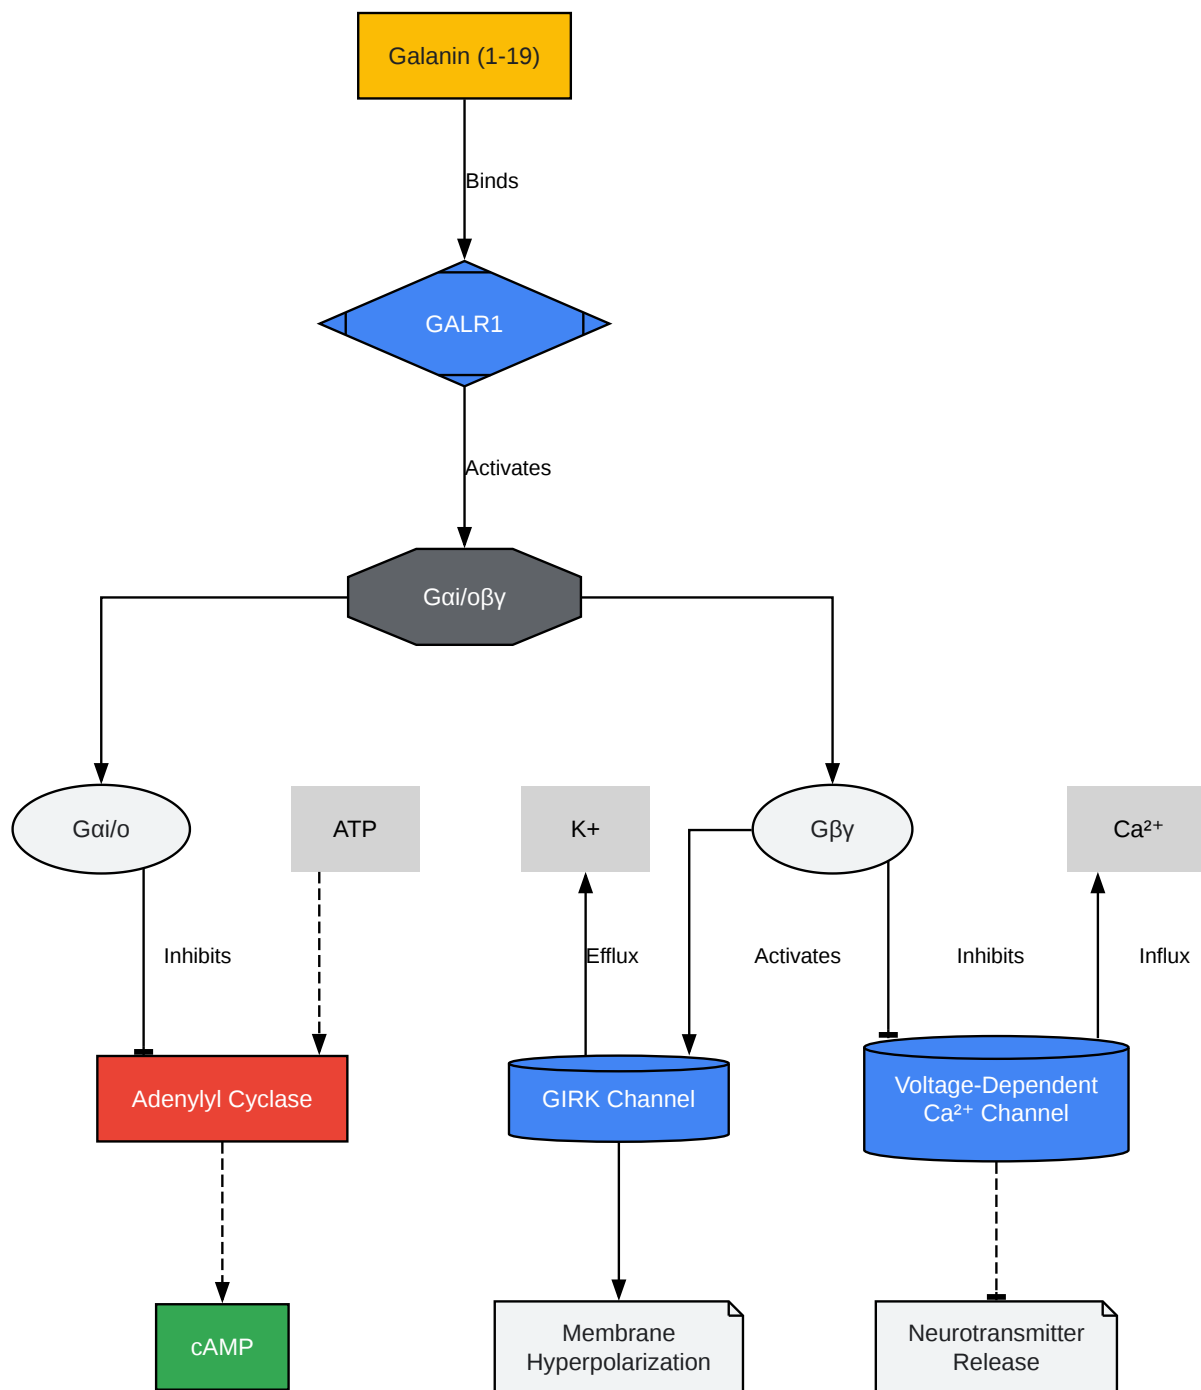 Galanin (1-19)
Binds
GALR1
Activates
Gαi/oβγ
Gαi/o
ATP
K+
Gβγ
Ca²⁺
Inhibits
Efflux
Activates
Inhibits
Influx
Adenylyl Cyclase
GIRK Channel
Voltage-Dependent
Ca²⁺ Channel
cAMP
Membrane
Hyperpolarization
Neurotransmitter
Release